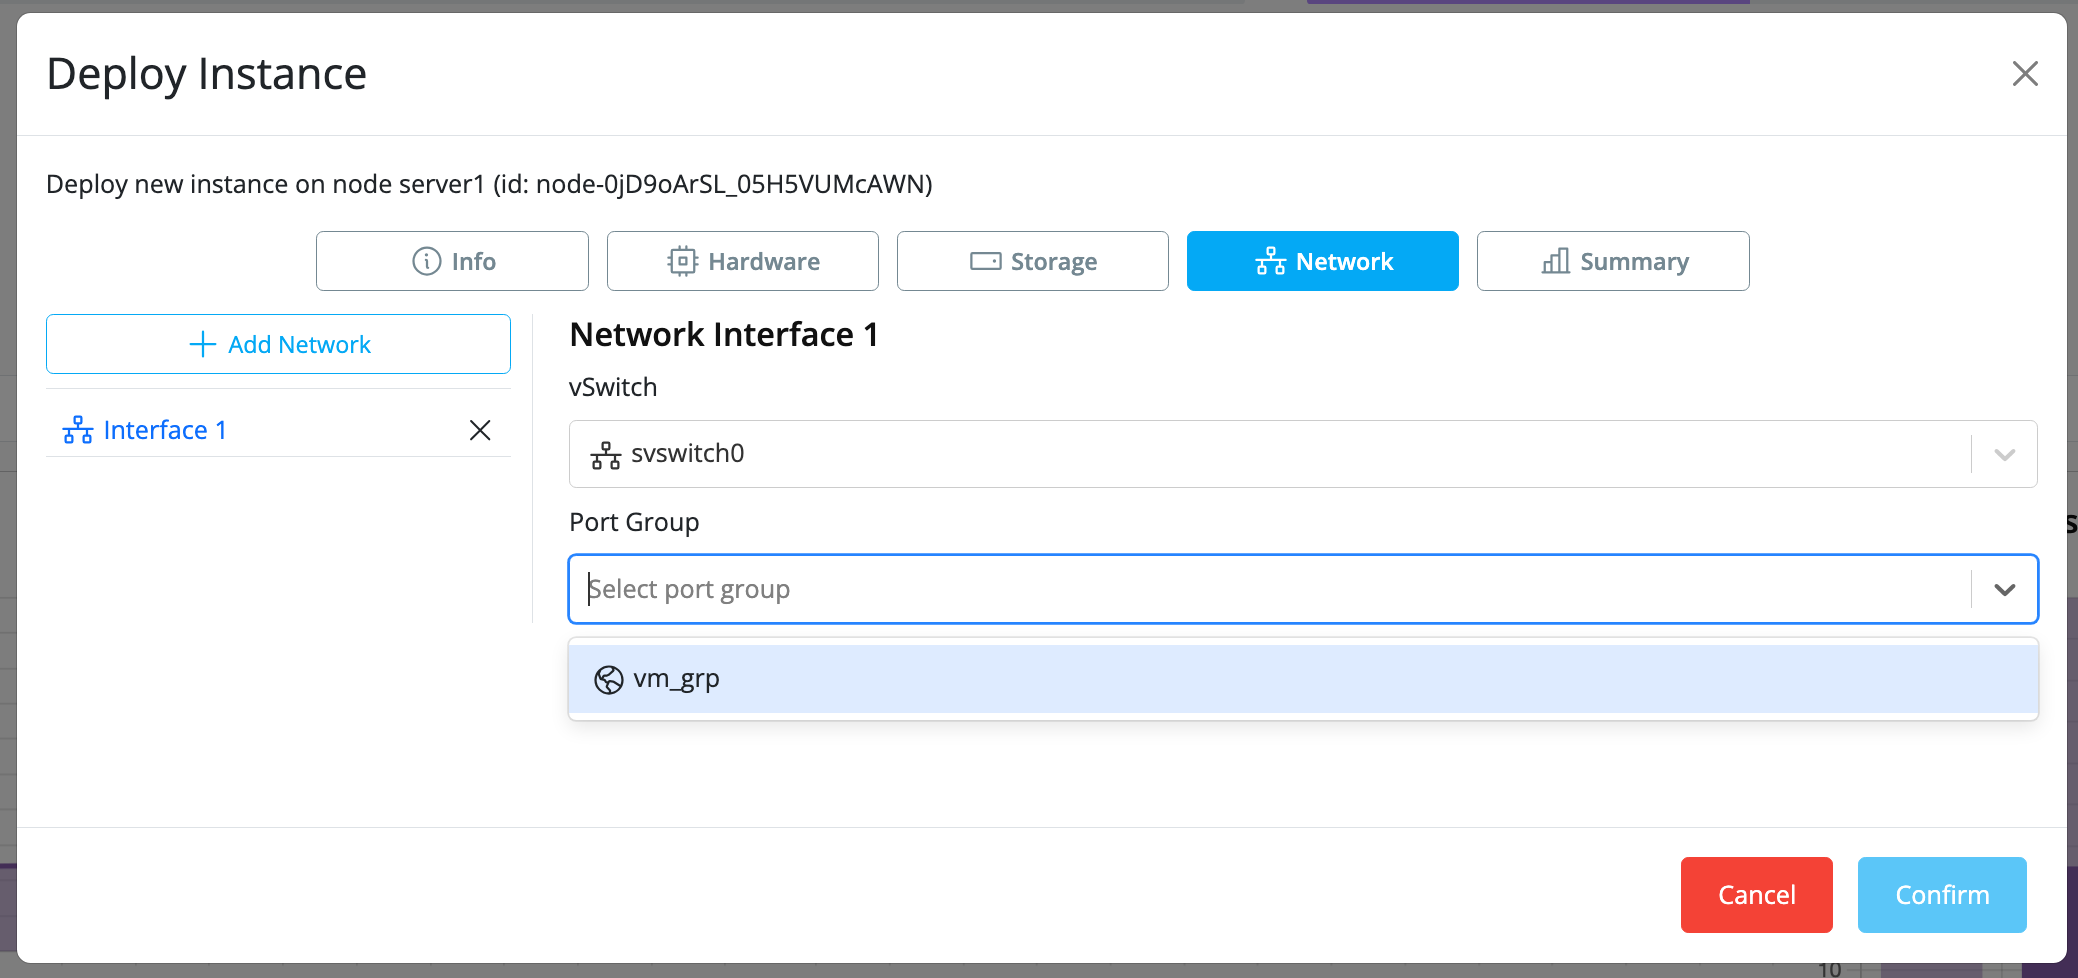 Deploy Instance
Deploy new instance on node server1 (id: node-0jD9oArSL_05H5VUMcAWN)
Info
Hardware
Storage
Network
Summary
Add Network
Interface 1
Network Interface 1
vSwitch
svswitch0
Port Group
Select port group
vm_grp
Cancel
Confirm
10